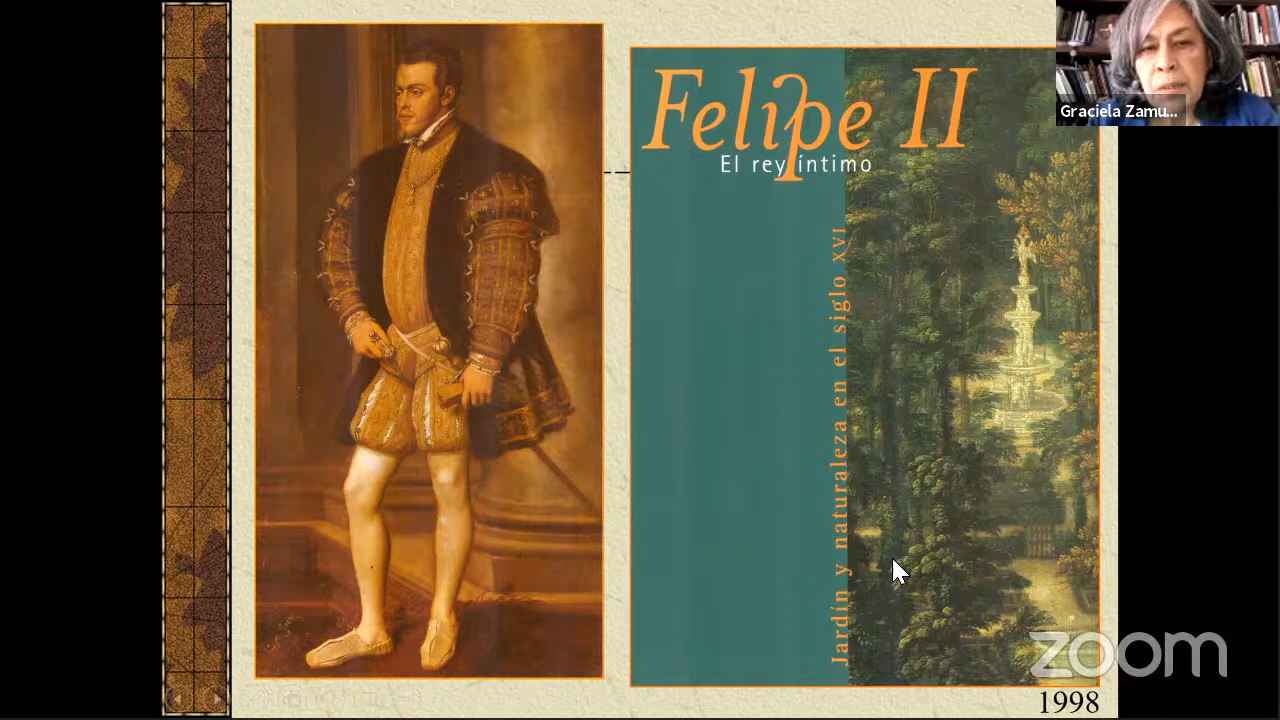 Felipe II
El rey íntimo
Jardín y naturaleza en el siglo XVI
Graciela Zamu...
zoom
1998